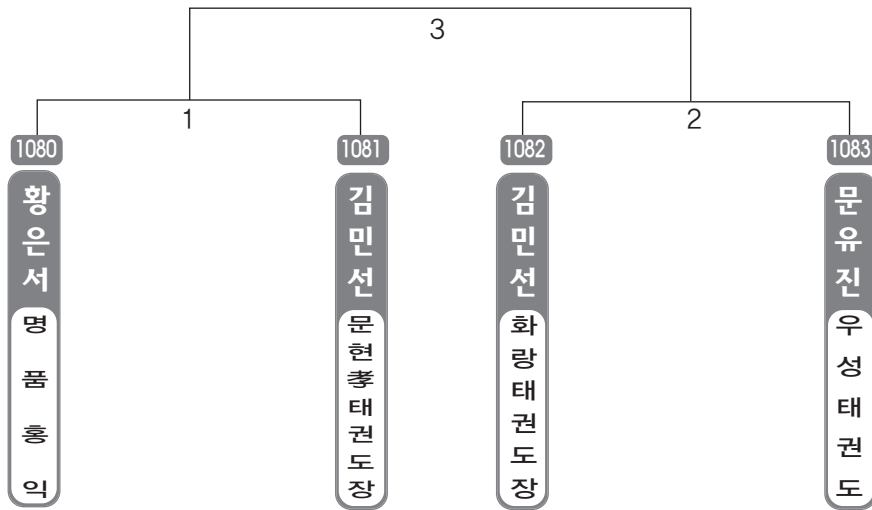 3
1
2
1080
1081
1082
1083
황은서
김민선
김민선
문유진
명품홍익
문현孝태권도장
화랑태권도장
우성태권도